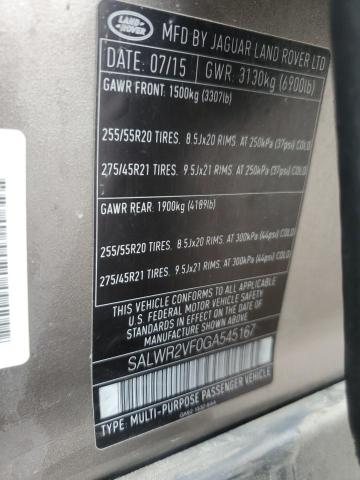 LAND ROVER
MFD BY JAGUAR LAND ROVER LTD
DATE: 07/15 GWR: 3130kg (6900lb)
GAWR FRONT: 1500kg (3307lb)
255/55R20 TIRES. 8.5Jx20 RIMS. AT 250kPa (37psi) COLD
275/45R21 TIRES. 9.5Jx21 RIMS. AT 250kPa (37psi) COLD
GAWR REAR: 1900kg (4189lb)
255/55R20 TIRES. 8.5Jx20 RIMS. AT 300kPa (44psi) COLD
275/45R21 TIRES. 9.5Jx21 RIMS. AT 300kPa (44psi) COLD
THIS VEHICLE CONFORMS TO ALL APPLICABLE
U.S. FEDERAL MOTOR VEHICLE SAFETY
AND THEFT PREVENTION STANDARDS IN EFFECT
ON THE DATE OF MANUFACTURE SHOWN ABOVE.
SALWR2VF0GA545167
TYPE: MULTI-PURPOSE PASSENGER VEHICLE